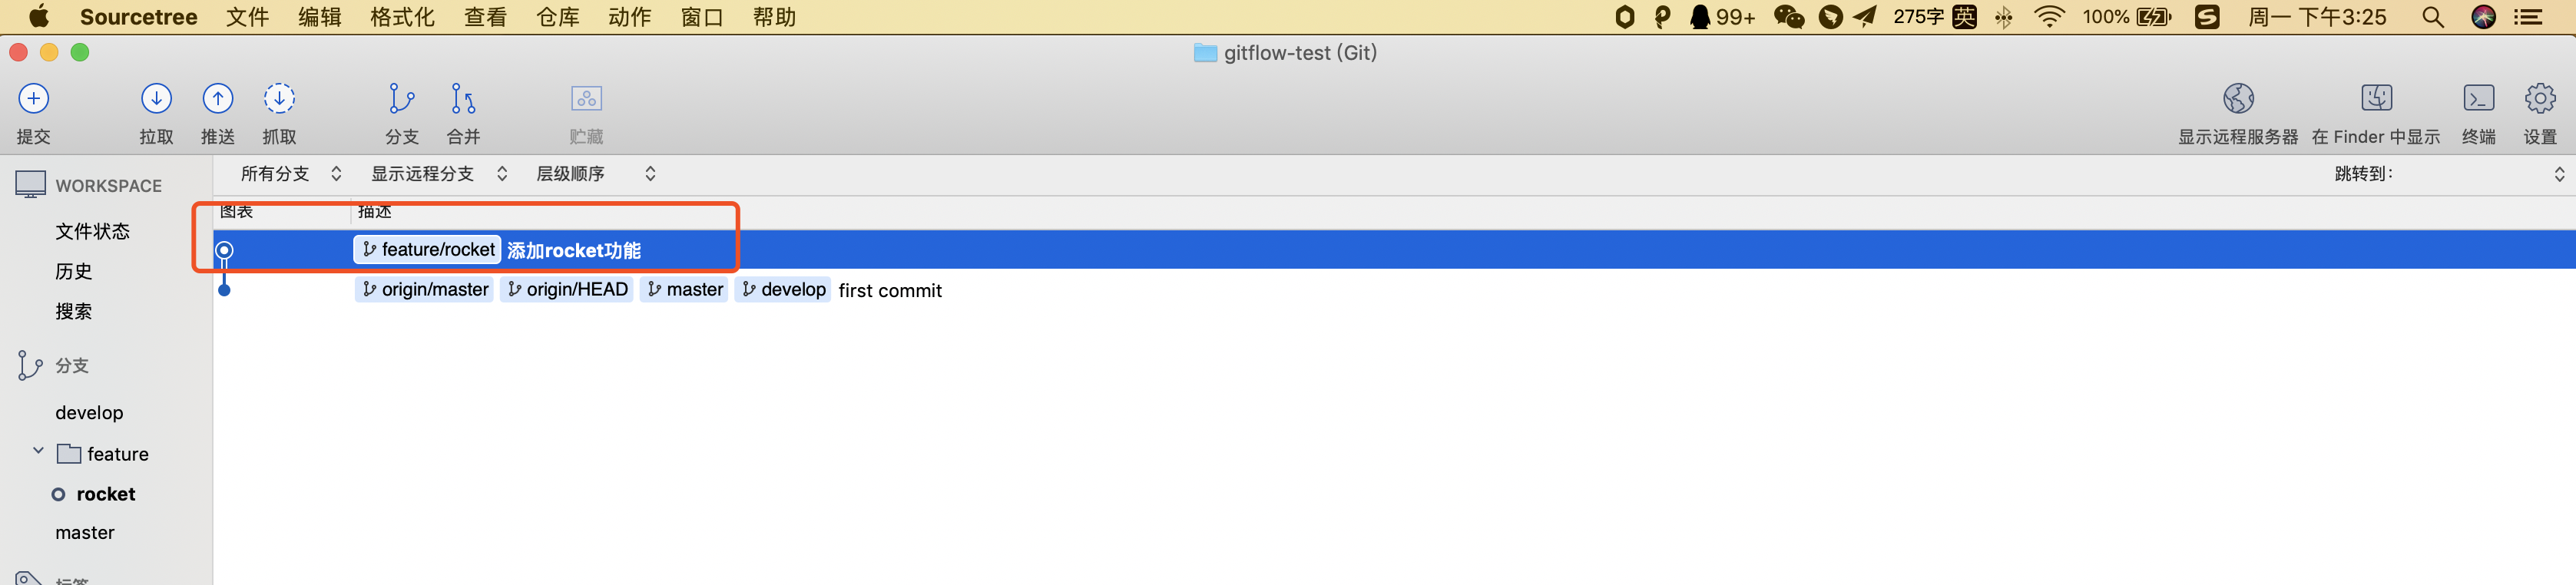 Sourcetree 文件 编辑 格式化 查看 仓库 动作 窗口 帮助 99+ 275字 英 100% 周一 下午3:25
gitflow-test (Git)
提交 拉取 推送 抓取 分支 合并 贮藏 显示远程服务器 在 Finder 中显示 终端 设置
所有分支 显示远程分支 层级顺序 跳转到:
WORKSPACE
文件状态
历史
搜索
分支
develop
feature
rocket
master
标签
图表 描述
feature/rocket 添加rocket功能
origin/master origin/HEAD master develop first commit